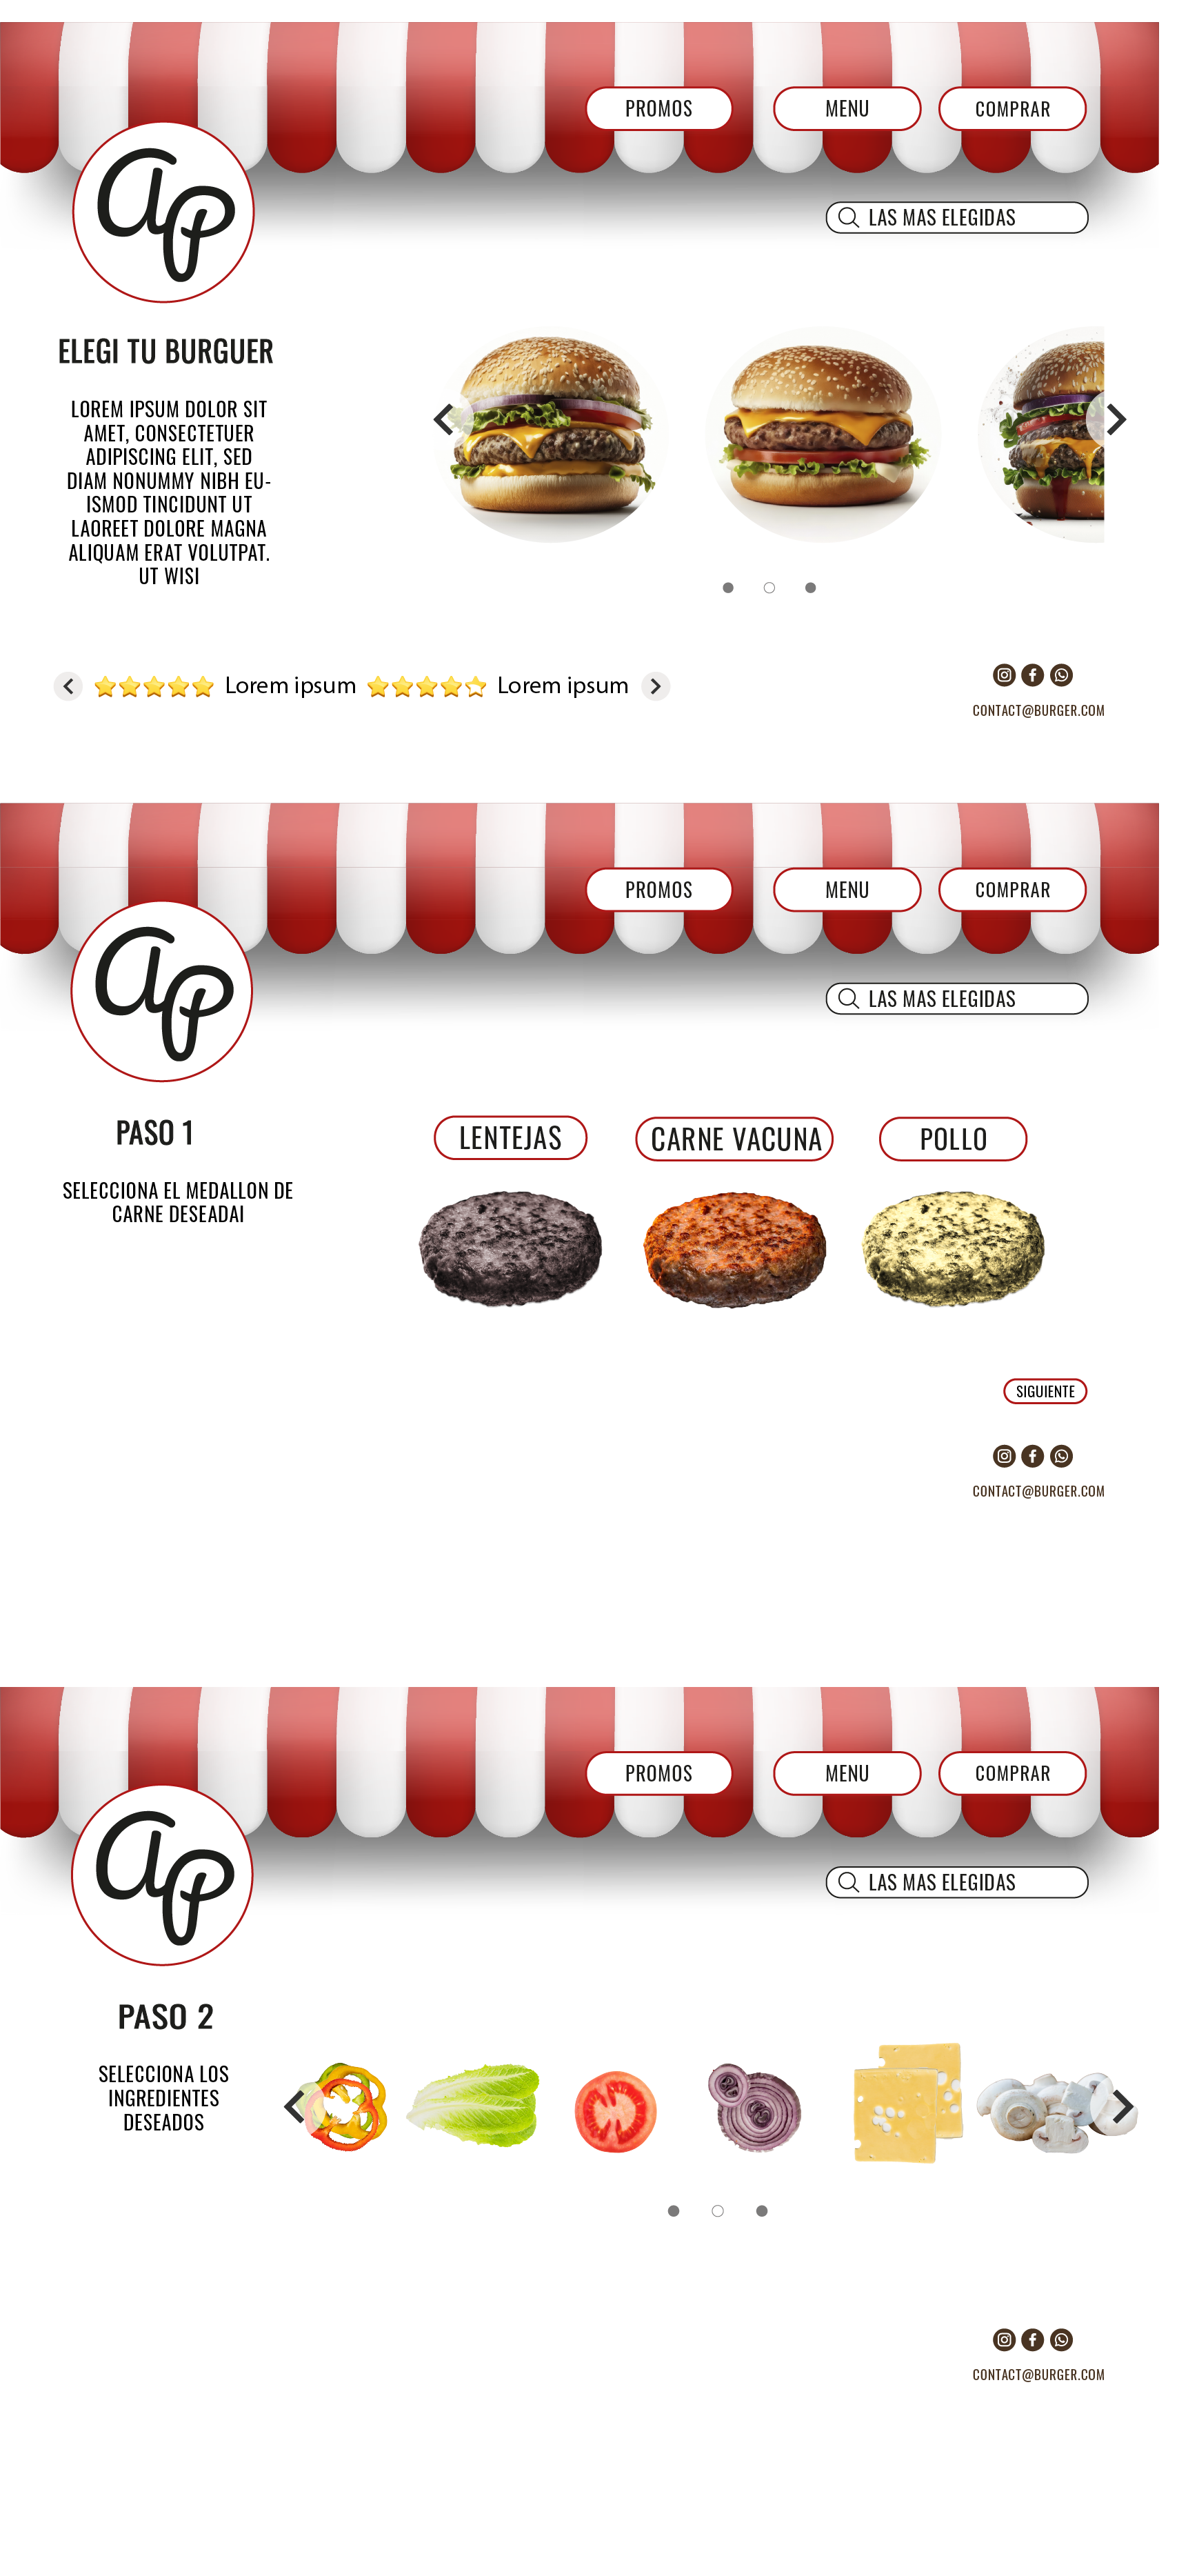 PROMOS
MENU
COMPRAR
ap
LAS MAS ELEGIDAS
ELEGI TU BURGUER
LOREM IPSUM DOLOR SIT
AMET, CONSECTETUER
ADIPISCING ELIT, SED
DIAM NONUMMY NIBH EU-
ISMOD TINCIDUNT UT
LAOREET DOLORE MAGNA
ALIQUAM ERAT VOLUTPAT.
UT WISI
Lorem ipsum
Lorem ipsum
CONTACT@BURGER.COM
PROMOS
MENU
COMPRAR
ap
LAS MAS ELEGIDAS
PASO 1
SELECCIONA EL MEDALLON DE
CARNE DESEADAI
LENTEJAS
CARNE VACUNA
POLLO
SIGUIENTE
CONTACT@BURGER.COM
PROMOS
MENU
COMPRAR
ap
LAS MAS ELEGIDAS
PASO 2
SELECCIONA LOS
INGREDIENTES
DESEADOS
CONTACT@BURGER.COM